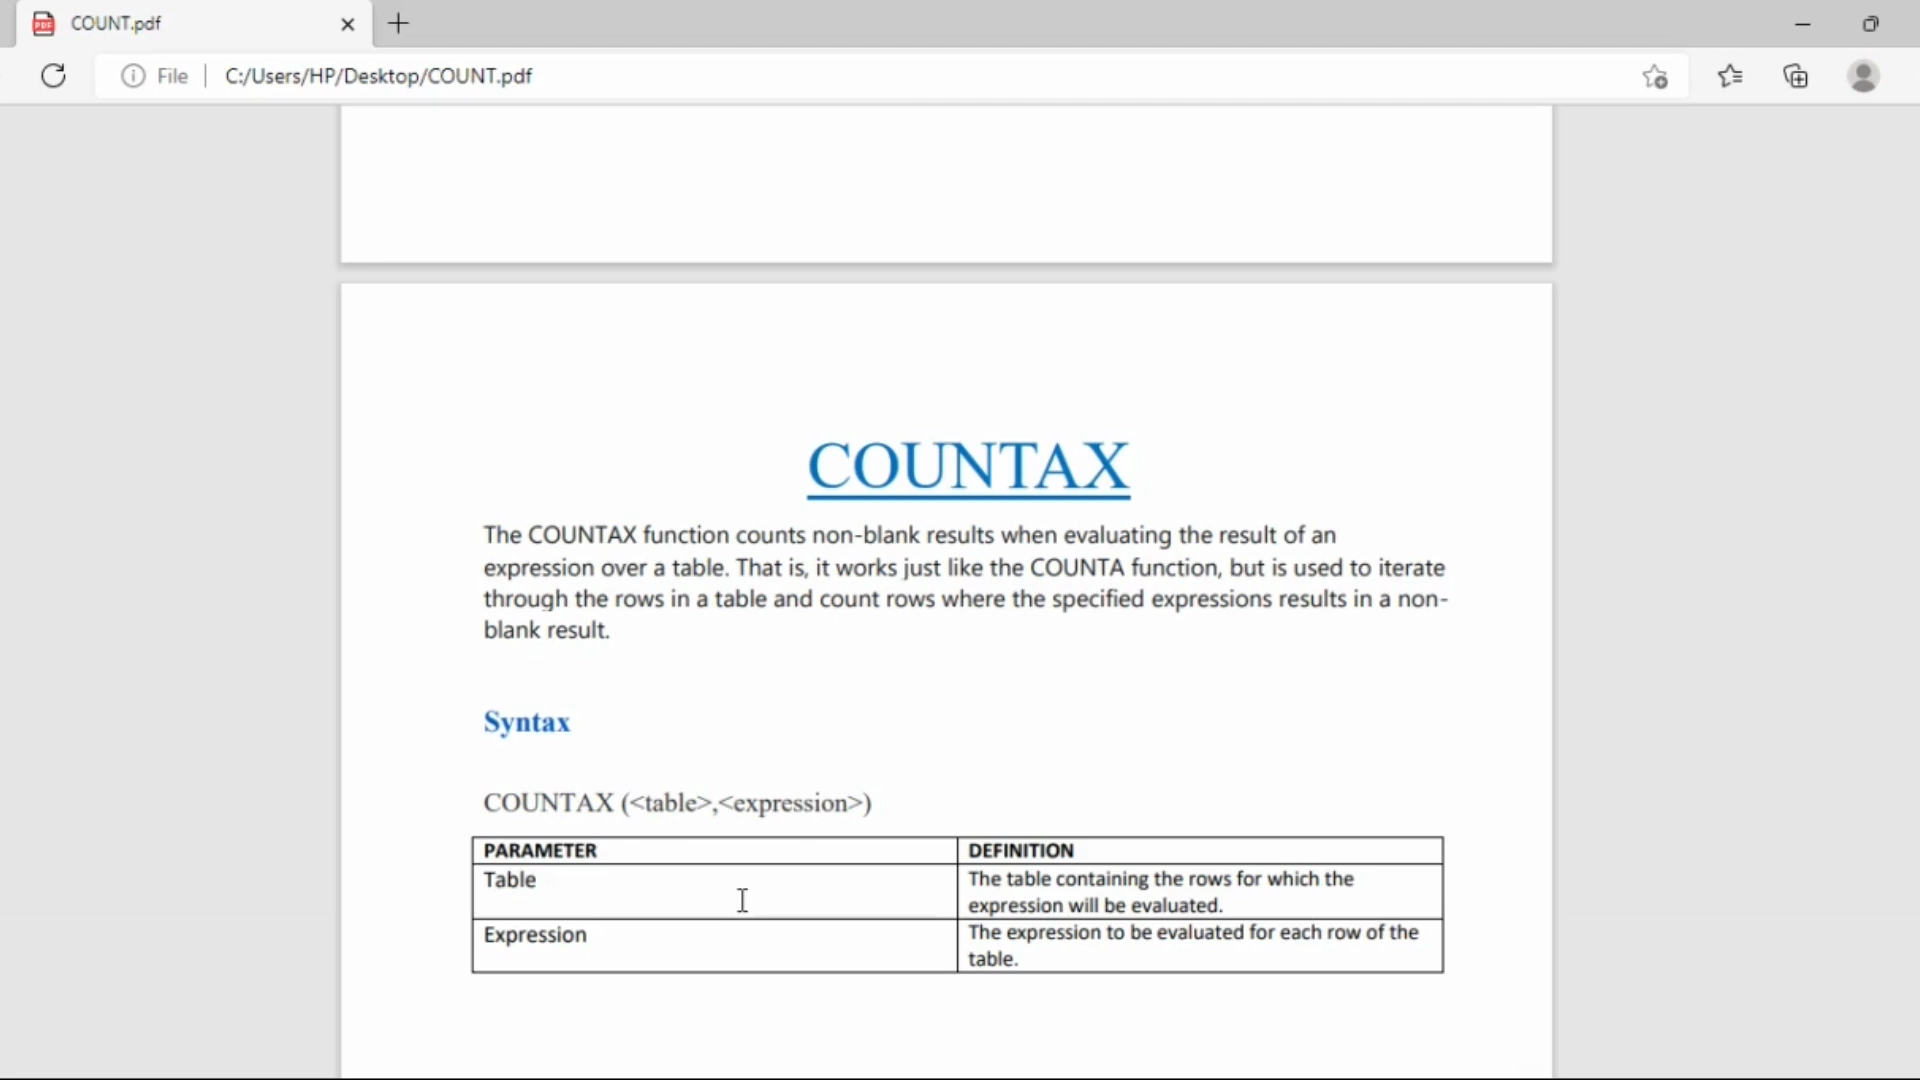 COUNT.pdf
File C:/Users/HP/Desktop/COUNT.pdf
COUNTAX
The COUNTAX function counts non-blank results when evaluating the result of an
expression over a table. That is, it works just like the COUNTA function, but is used to iterate
through the rows in a table and count rows where the specified expressions results in a non-
blank result.
Syntax
COUNTAX (<table>,<expression>)
PARAMETER DEFINITION
Table The table containing the rows for which the
expression will be evaluated.
Expression The expression to be evaluated for each row of the
table.